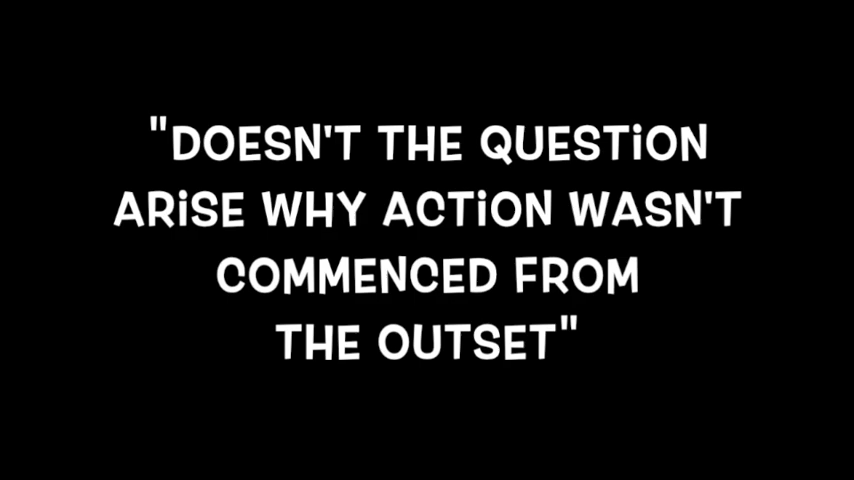 "DOESN'T THE QUESTION
ARISE WHY ACTION WASN'T
COMMENCED FROM
THE OUTSET"